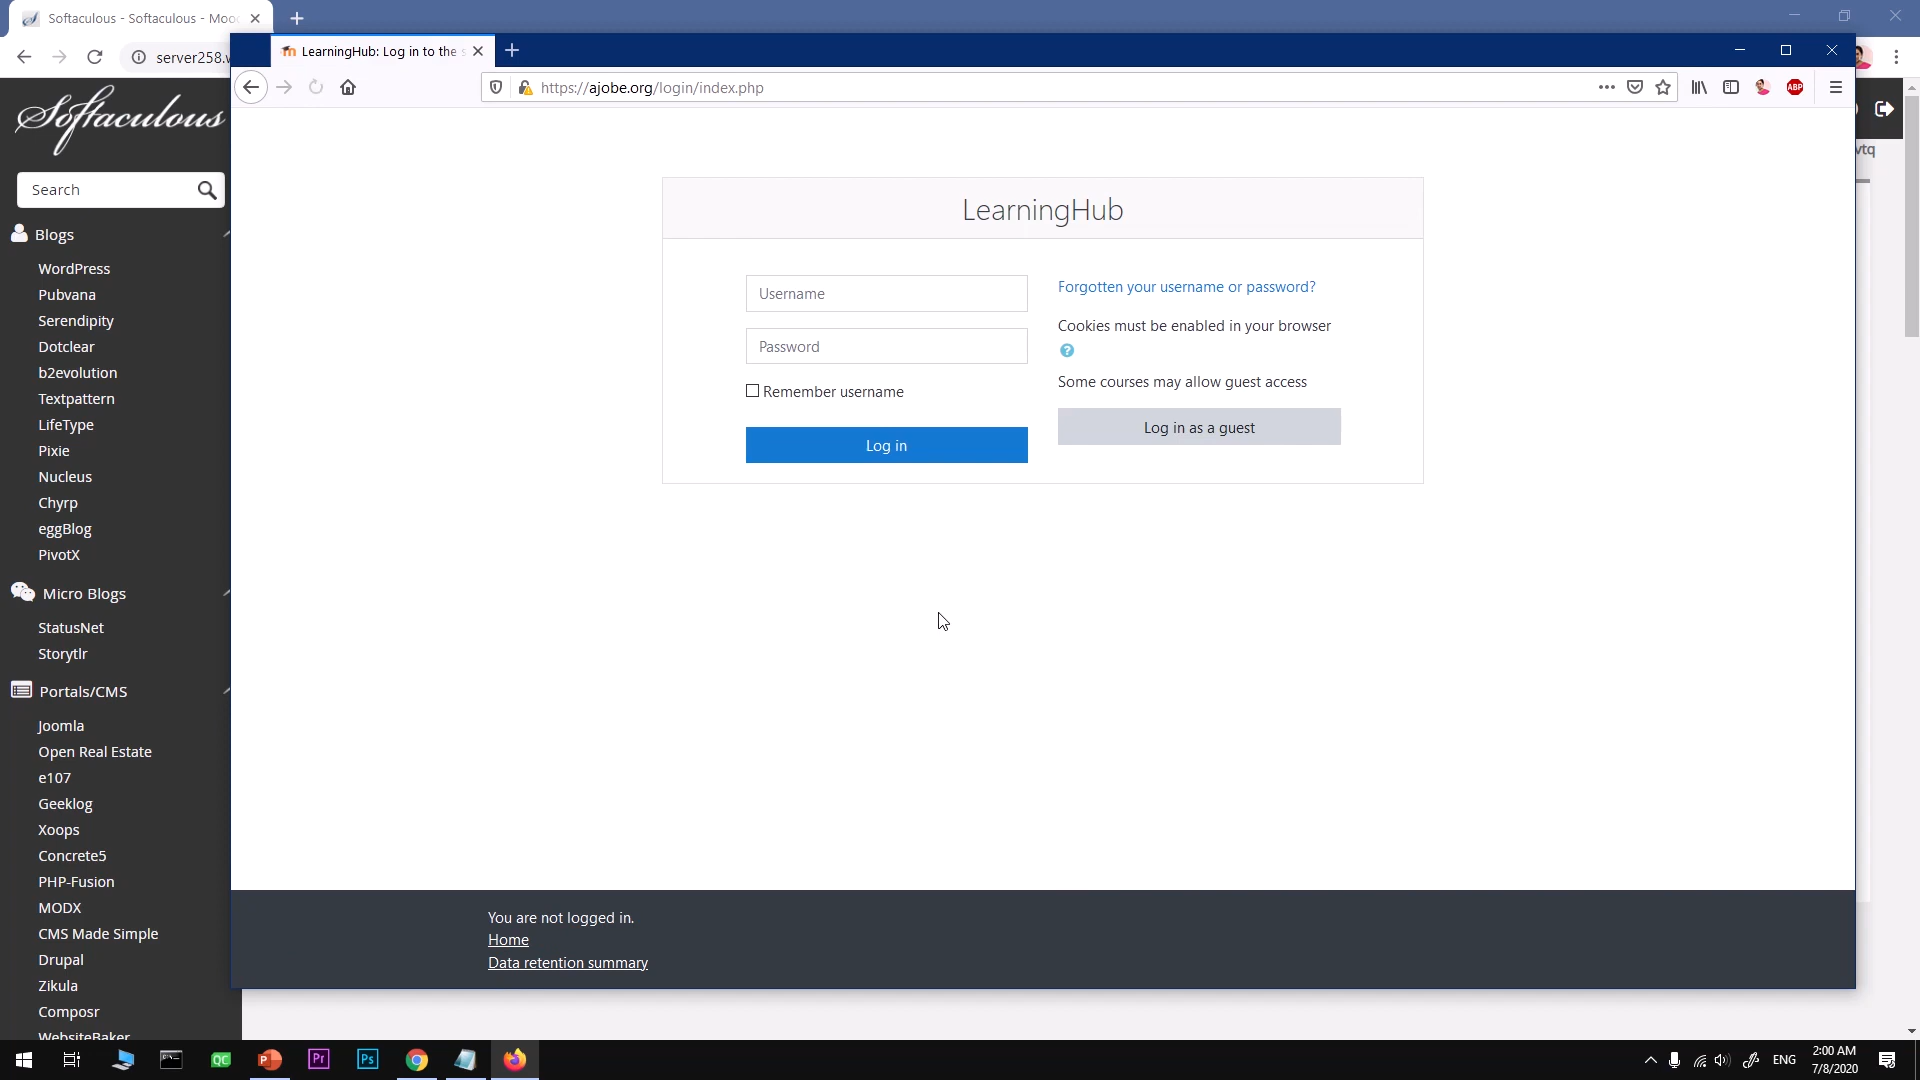 Softaculous - Softaculous - Moo
server258.w
LearningHub: Log in to the s
https://ajobe.org/login/index.php
ABP
Softaculous
vtq
Search
Blogs
WordPress
Pubvana
Serendipity
Dotclear
b2evolution
Textpattern
LifeType
Pixie
Nucleus
Chyrp
eggBlog
PivotX
Micro Blogs
StatusNet
Storytlr
Portals/CMS
Joomla
Open Real Estate
e107
Geeklog
Xoops
Concrete5
PHP-Fusion
MODX
CMS Made Simple
Drupal
Zikula
Composr
WebsiteBaker
LearningHub
Username
Password
Remember username
Log in
Forgotten your username or password?
Cookies must be enabled in your browser
?
Some courses may allow guest access
Log in as a guest
You are not logged in.
Home
Data retention summary
QC
P
Pr
Ps
ENG
2:00 AM
7/8/2020